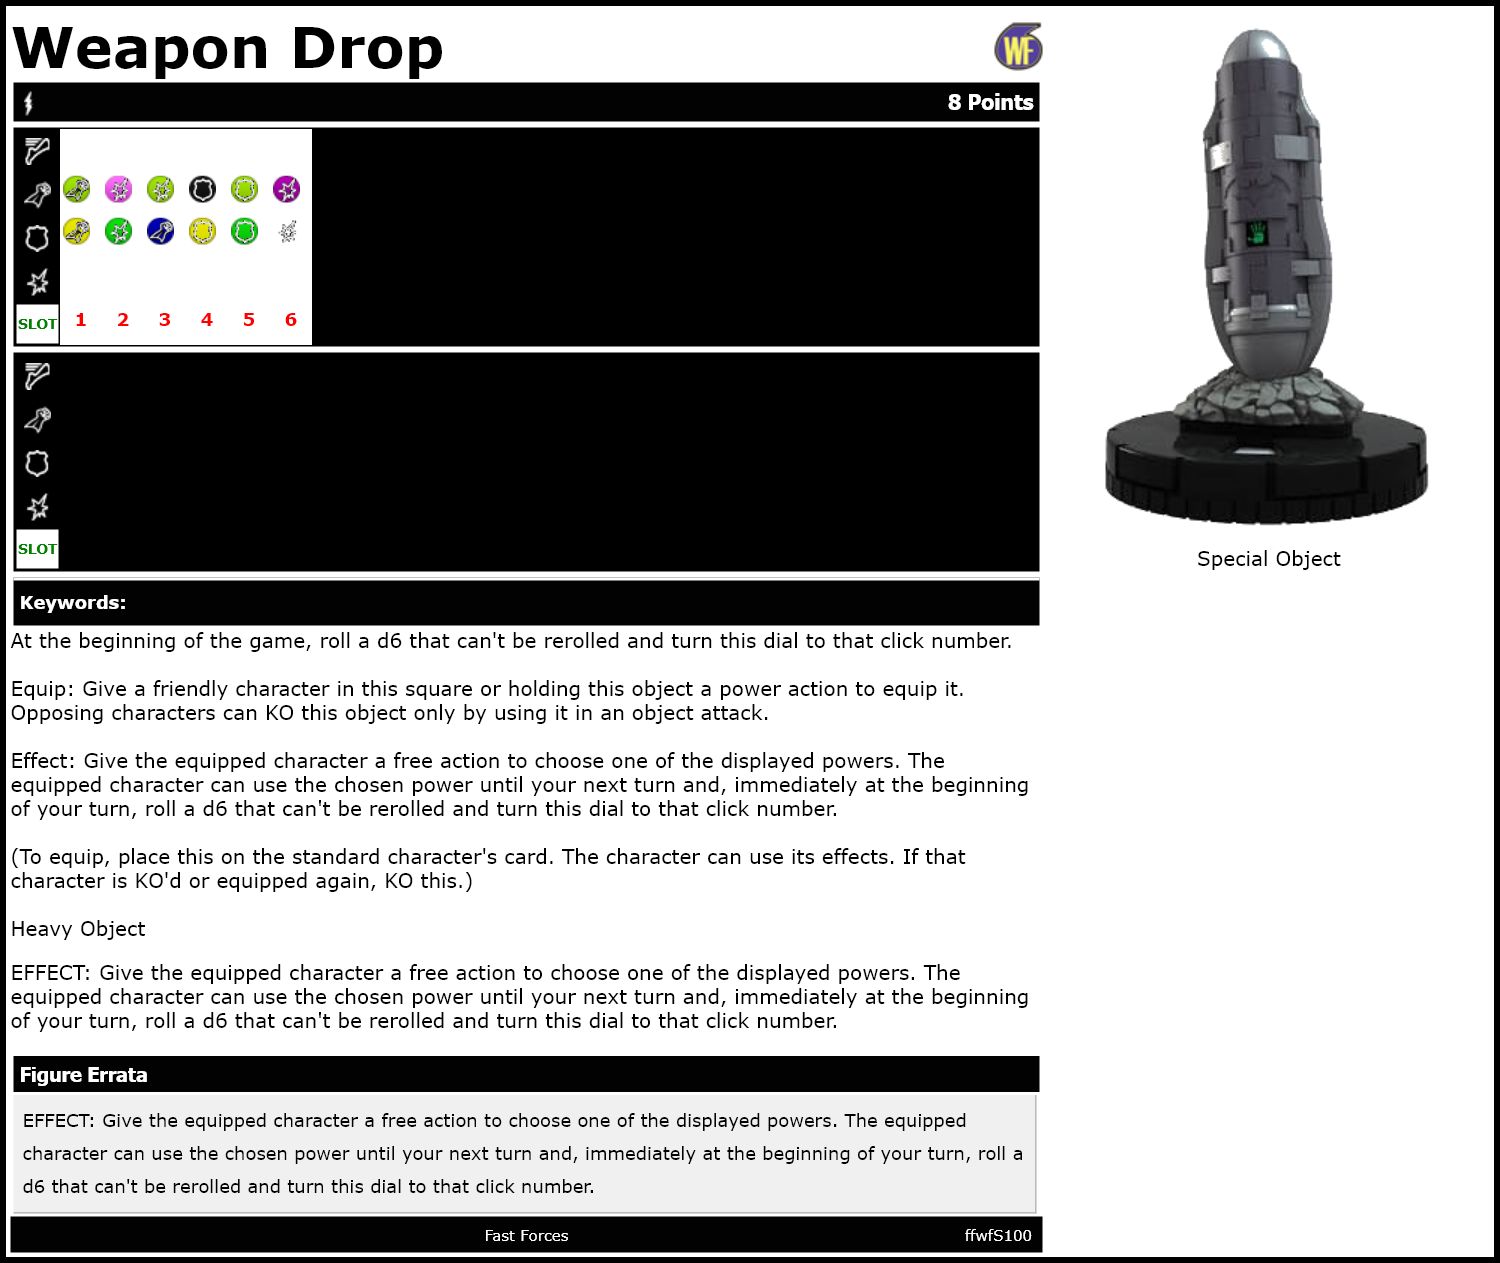 Weapon Drop
WF
8 Points
SLOT 1 2 3 4 5 6
SLOT
Keywords:
At the beginning of the game, roll a d6 that can't be rerolled and turn this dial to that click number.
Equip: Give a friendly character in this square or holding this object a power action to equip it.
Opposing characters can KO this object only by using it in an object attack.
Effect: Give the equipped character a free action to choose one of the displayed powers. The
equipped character can use the chosen power until your next turn and, immediately at the beginning
of your turn, roll a d6 that can't be rerolled and turn this dial to that click number.
(To equip, place this on the standard character's card. The character can use its effects. If that
character is KO'd or equipped again, KO this.)
Heavy Object
EFFECT: Give the equipped character a free action to choose one of the displayed powers. The
equipped character can use the chosen power until your next turn and, immediately at the beginning
of your turn, roll a d6 that can't be rerolled and turn this dial to that click number.
Figure Errata
EFFECT: Give the equipped character a free action to choose one of the displayed powers. The equipped
character can use the chosen power until your next turn and, immediately at the beginning of your turn, roll a
d6 that can't be rerolled and turn this dial to that click number.
Fast Forces ffwfS100
Special Object